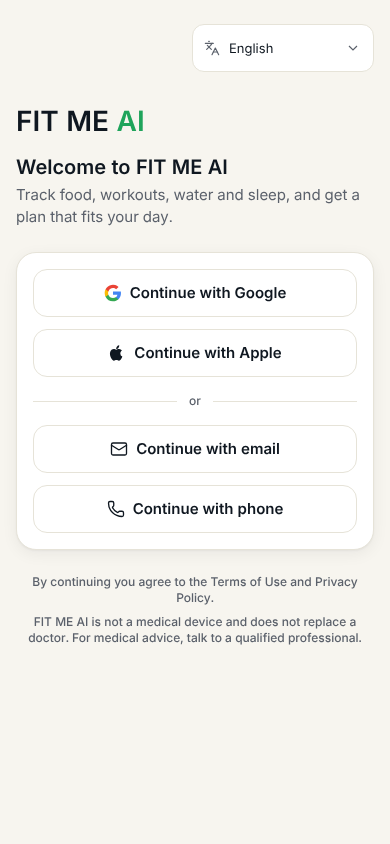 English
FIT ME AI
Welcome to FIT ME AI
Track food, workouts, water and sleep, and get a
plan that fits your day.
Continue with Google
Continue with Apple
or
Continue with email
Continue with phone
By continuing you agree to the Terms of Use and Privacy
Policy.
FIT ME AI is not a medical device and does not replace a
doctor. For medical advice, talk to a qualified professional.